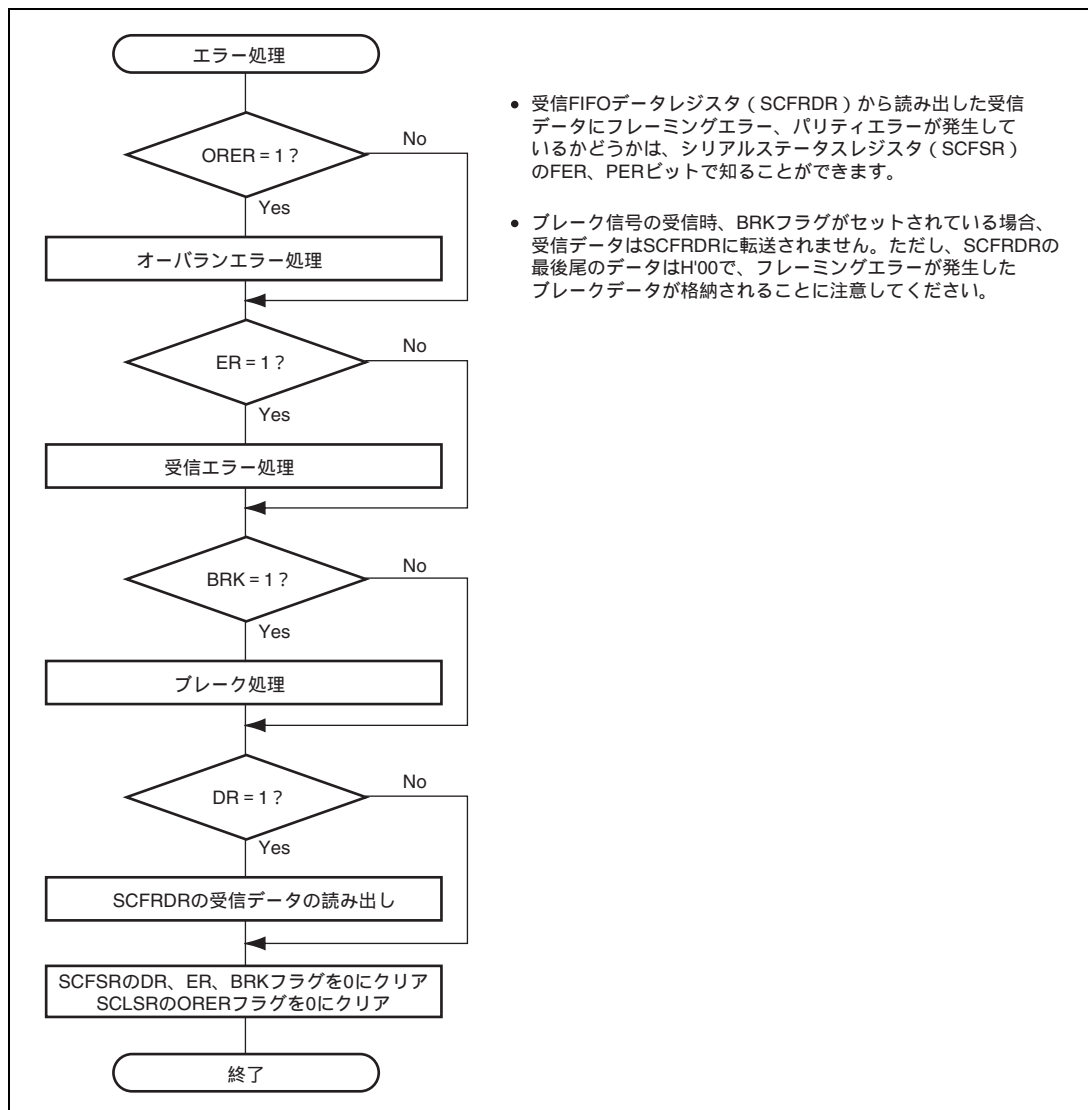 エラー処理
ORER = 1 ?
No
Yes
オーバランエラー処理
ER = 1 ?
No
Yes
受信エラー処理
BRK = 1 ?
No
Yes
ブレーク処理
DR = 1 ?
No
Yes
SCFRDRの受信データの読み出し
SCFSRのDR、ER、BRKフラグを0にクリア
SCLSRのORERフラグを0にクリア
終了
● 受信FIFOデータレジスタ(SCFRDR)から読み出した受信
データにフレーミングエラー、パリティエラーが発生して
いるかどうかは、シリアルステータスレジスタ(SCFSR)
のFER、PERビットで知ることができます。
● ブレーク信号の受信時、BRKフラグがセットされている場合、
受信データはSCFRDRに転送されません。ただし、SCFRDRの
最後尾のデータはH'00で、フレーミングエラーが発生した
ブレークデータが格納されることに注意してください。